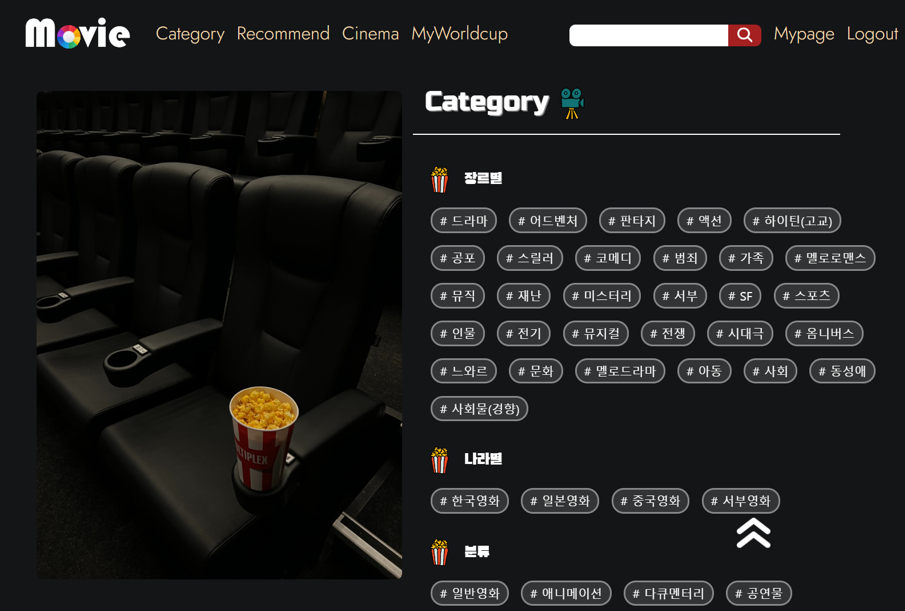 Movie Category Recommend Cinema MyWorldcup Mypage Logout
Category
장르별
# 드라마 # 어드벤처 # 판타지 # 액션 # 하이틴(고교)
# 공포 # 스릴러 # 코메디 # 범죄 # 가족 # 멜로로맨스
# 뮤직 # 재난 # 미스터리 # 서부 # SF # 스포츠
# 인물 # 전기 # 뮤지컬 # 전쟁 # 시대극 # 옴니버스
# 느와르 # 문화 # 멜로드라마 # 아동 # 사회 # 동성애
# 사회물(경향)
나라별
# 한국영화 # 일본영화 # 중국영화 # 서부영화
분류
# 일반영화 # 애니메이션 # 다큐멘터리 # 공연물